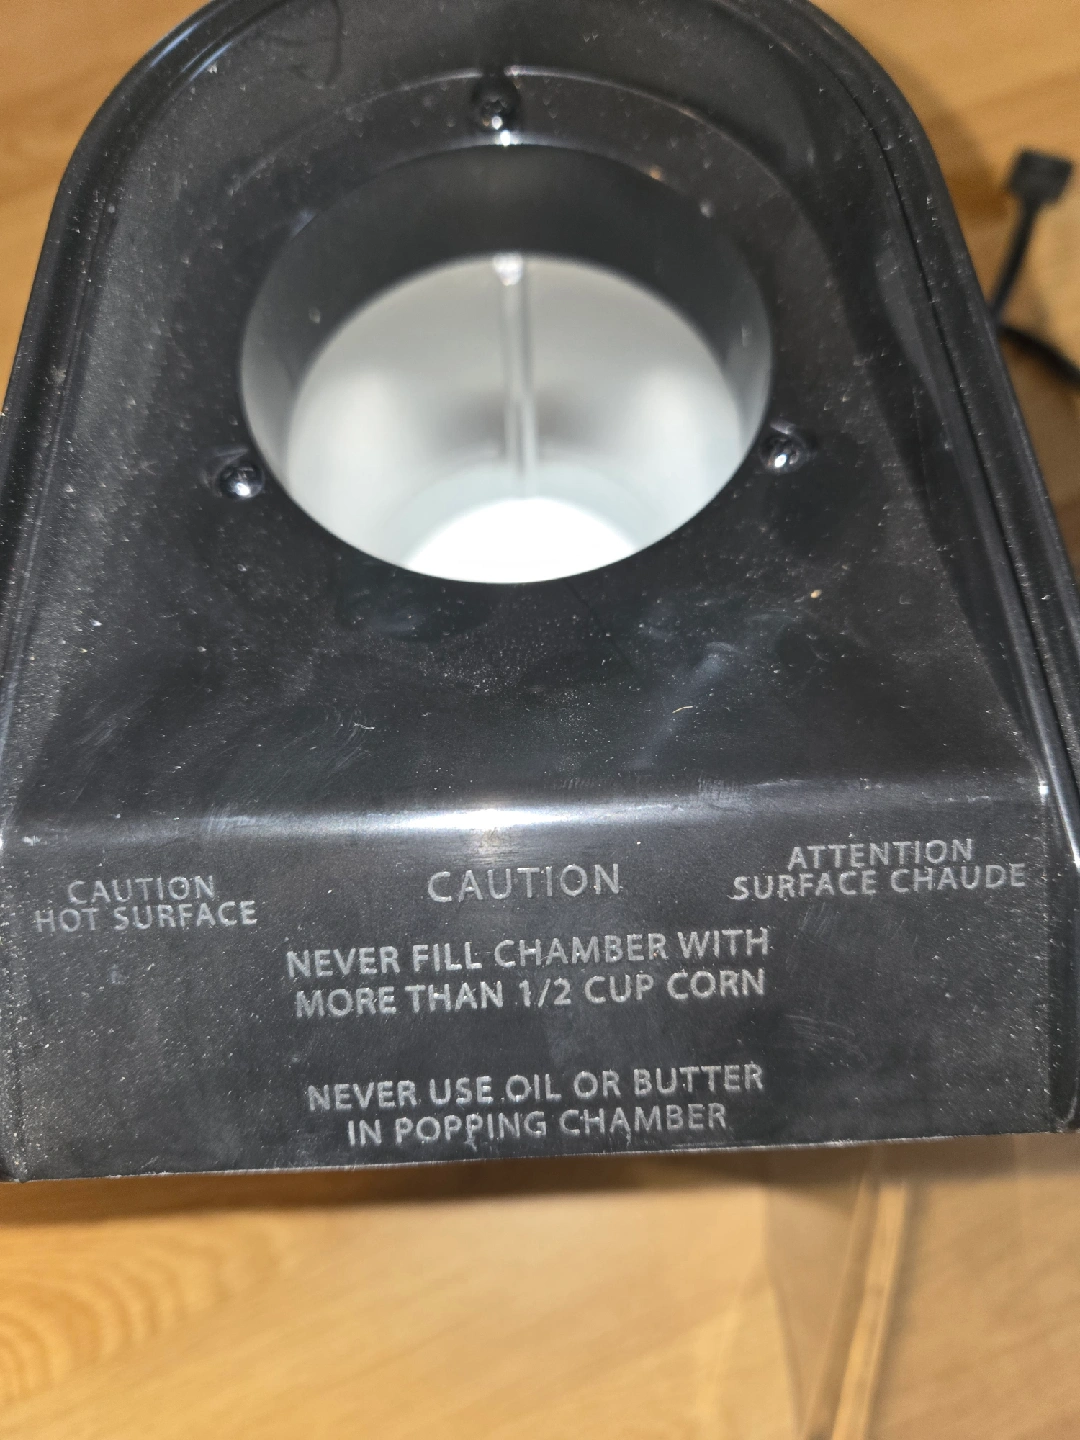 CAUTION
HOT SURFACE
CAUTION
ATTENTION
SURFACE CHAUDE
NEVER FILL CHAMBER WITH
MORE THAN 1/2 CUP CORN
NEVER USE OIL OR BUTTER
IN POPPING CHAMBER